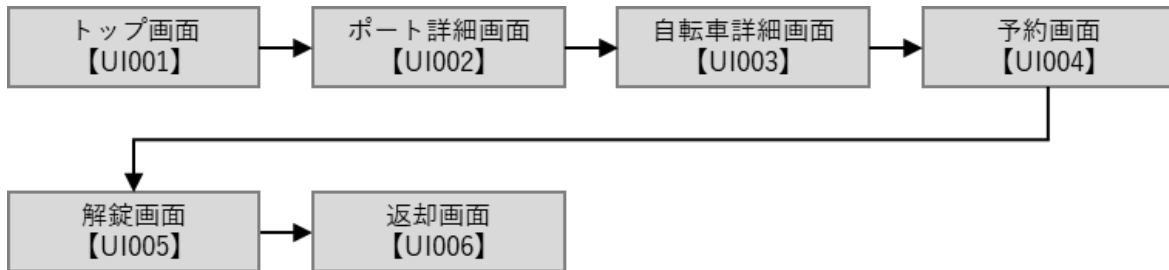 トップ画面
【UI001】
ポート詳細画面
【UI002】
自転車詳細画面
【UI003】
予約画面
【UI004】
解錠画面
【UI005】
返却画面
【UI006】